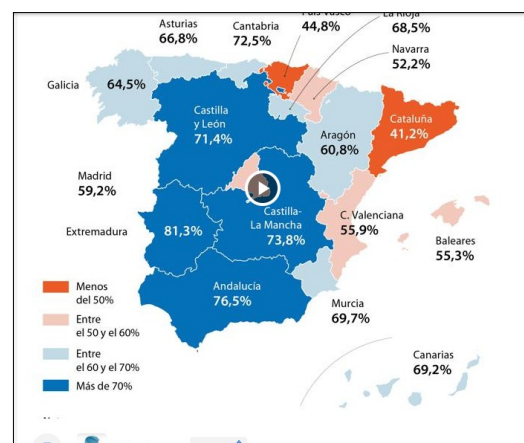 Asturias
66,8%
Cantabria
72,5%
País Vasco
44,8%
La Rioja
68,5%
Navarra
52,2%
Galicia
64,5%
Castilla
y León
71,4%
Aragón
60,8%
Cataluña
41,2%
Madrid
59,2%
Extremadura
81,3%
Castilla-
La Mancha
73,8%
C. Valenciana
55,9%
Baleares
55,3%
Andalucía
76,5%
Murcia
69,7%
Canarias
69,2%
Menos
del 50%
Entre
el 50 y el 60%
Entre
el 60 y el 70%
Más de 70%